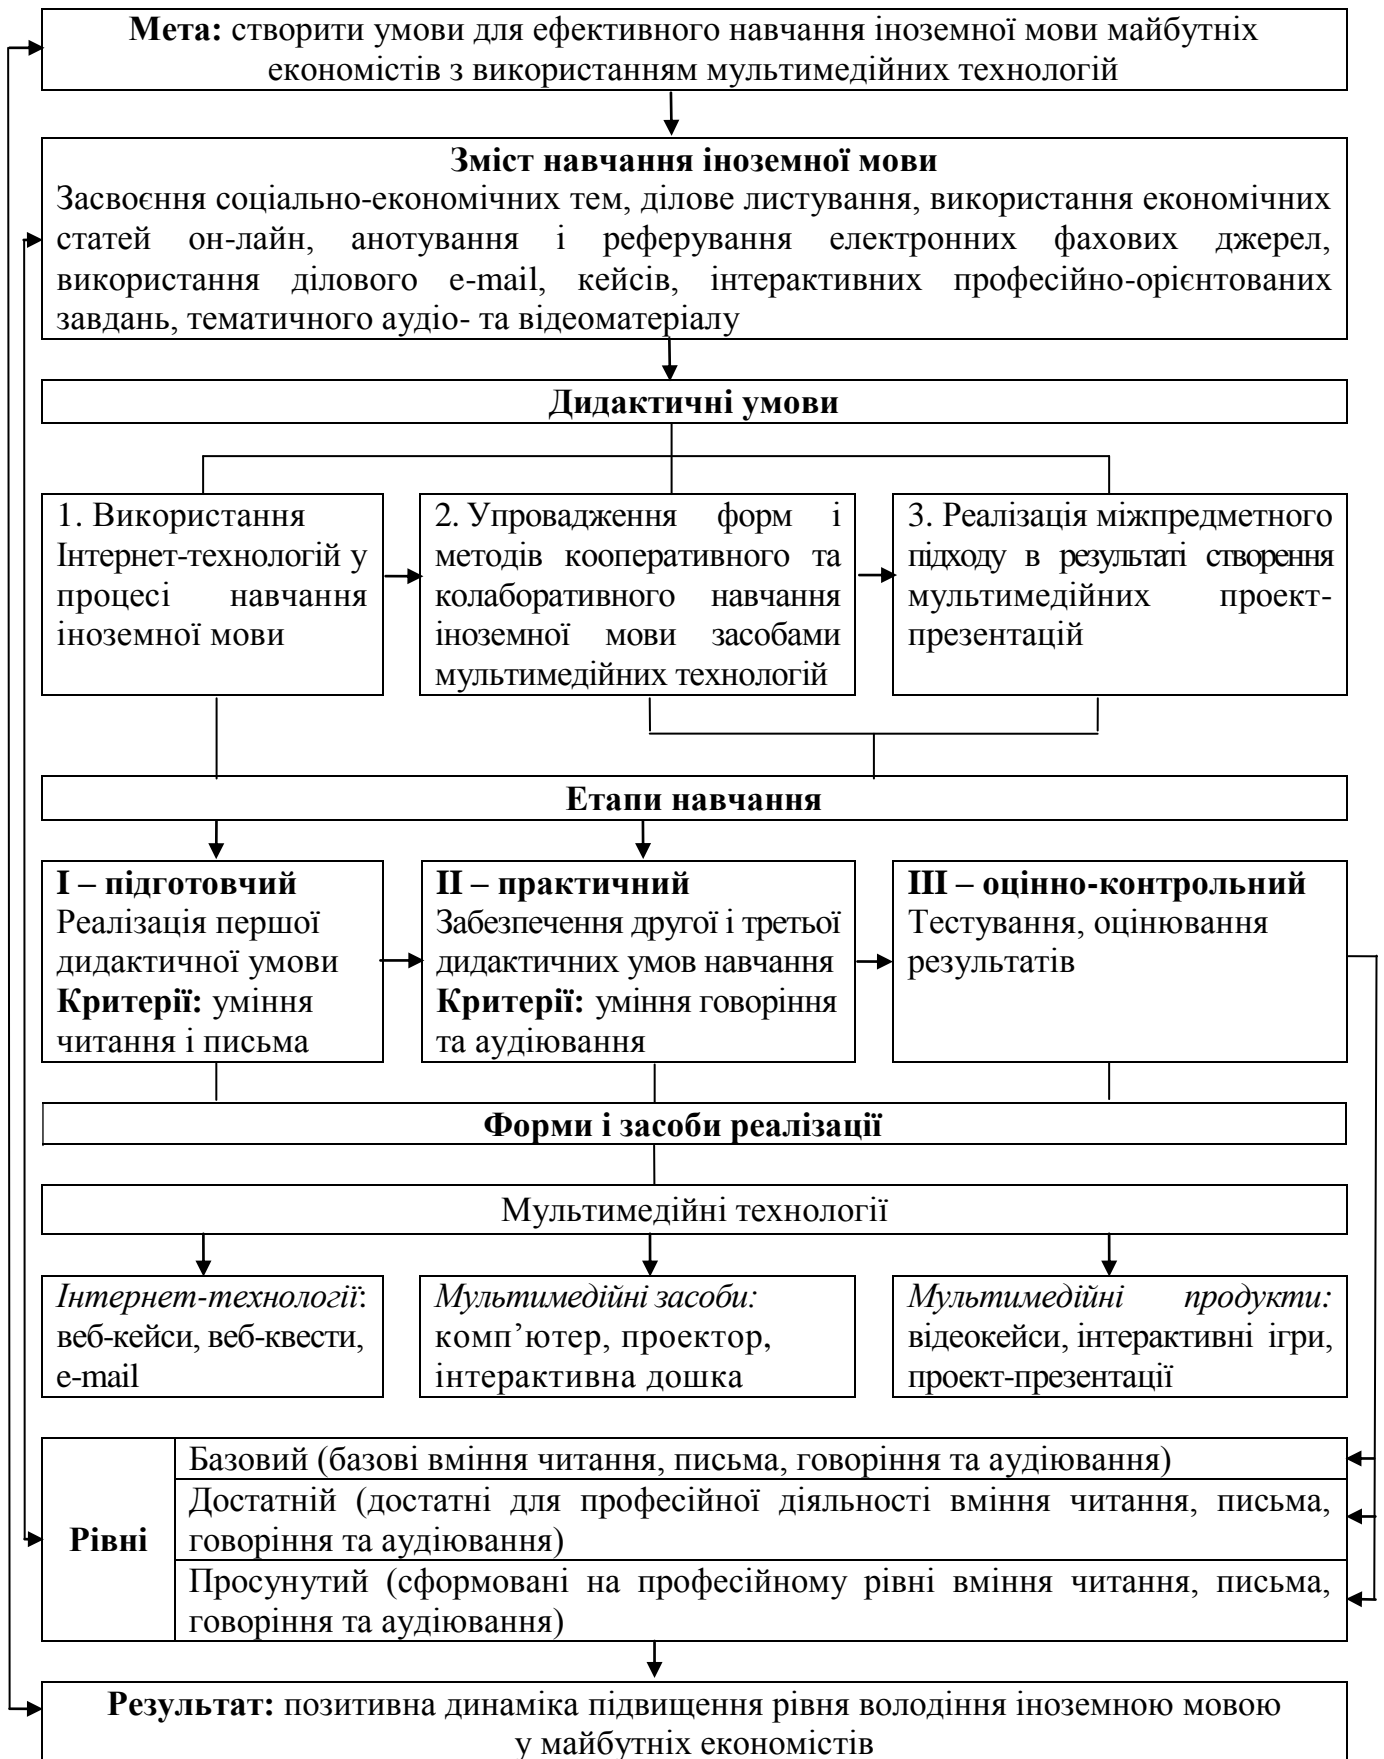 Мета: створити умови для ефективного навчання іноземної мови майбутніх
економістів з використанням мультимедійних технологій
Зміст навчання іноземної мови
Засвоєння соціально-економічних тем, ділове листування, використання економічних
статей он-лайн, анотування і реферування електронних фахових джерел,
використання ділового e-mail, кейсів, інтерактивних професійно-орієнтованих
завдань, тематичного аудіо- та відеоматеріалу
Дидактичні умови
1. Використання
Інтернет-технологій у
процесі навчання
іноземної мови
2. Упровадження форм і
методів кооперативного та
колаборативного навчання
іноземної мови засобами
мультимедійних технологій
3. Реалізація міжпредметного
підходу в результаті створення
мультимедійних проект-
презентацій
Етапи навчання
І – підготовчий
Реалізація першої
дидактичної умови
Критерії: уміння
читання і письма
ІІ – практичний
Забезпечення другої і третьої
дидактичних умов навчання
Критерії: уміння говоріння
та аудіювання
ІІІ – оцінно-контрольний
Тестування, оцінювання
результатів
Форми і засоби реалізації
Мультимедійні технології
Інтернет-технології:
веб-кейси, веб-квести,
e-mail
Мультимедійні засоби:
комп’ютер, проектор,
інтерактивна дошка
Мультимедійні продукти:
відеокейси, інтерактивні ігри,
проект-презентації
Рівні
Базовий (базові вміння читання, письма, говоріння та аудіювання)
Достатній (достатні для професійної діяльності вміння читання, письма,
говоріння та аудіювання)
Просунутий (сформовані на професійному рівні вміння читання, письма,
говоріння та аудіювання)
Результат: позитивна динаміка підвищення рівня володіння іноземною мовою
у майбутніх економістів